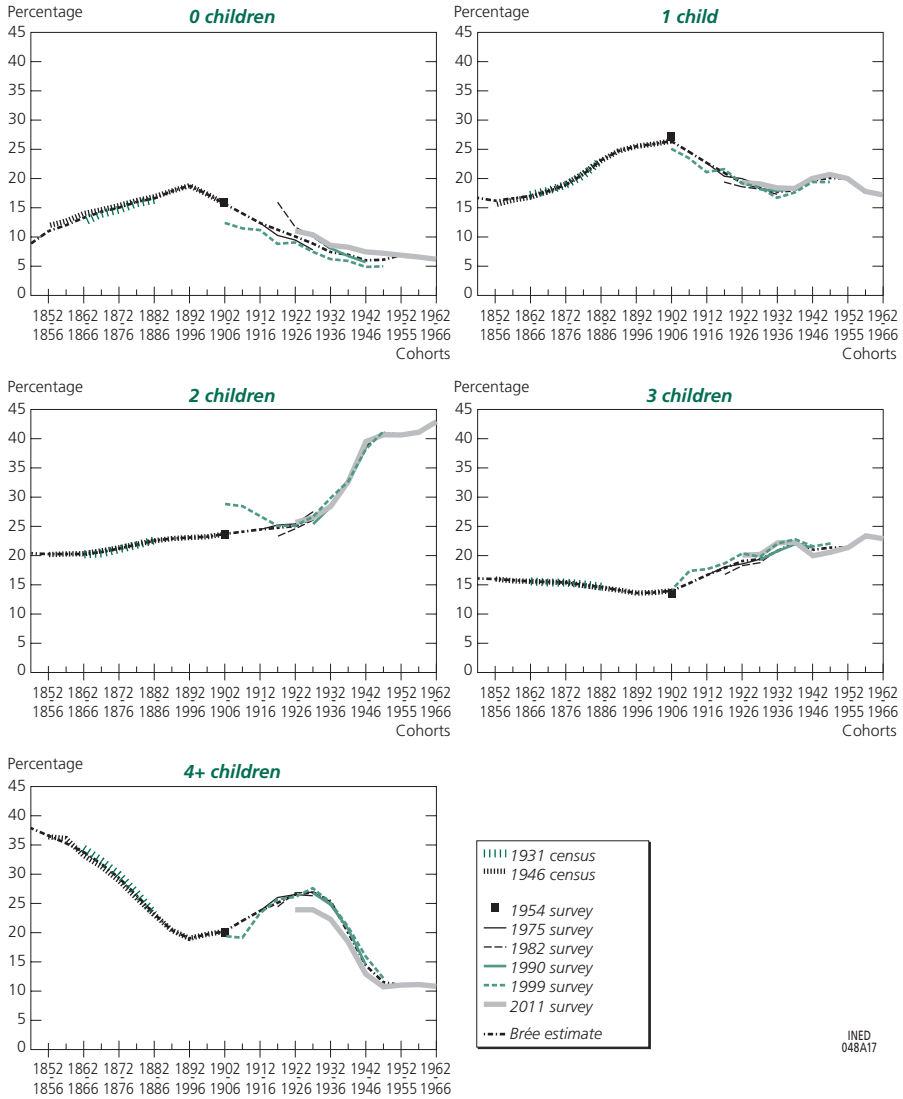 Percentage
0 children
45
40
35
30
25
20
15
10
5
0
1852 1862 1872 1882 1892 1902 1912 1922 1932 1942 1952 1962
- - - - - - - - - - - -
1856 1866 1876 1886 1996 1906 1916 1926 1936 1946 1955 1966
Cohorts
Percentage
1 child
45
40
35
30
25
20
15
10
5
0
1852 1862 1872 1882 1892 1902 1912 1922 1932 1942 1952 1962
- - - - - - - - - - - -
1856 1866 1876 1886 1996 1906 1916 1926 1936 1946 1955 1966
Cohorts
Percentage
2 children
45
40
35
30
25
20
15
10
5
0
1852 1862 1872 1882 1892 1902 1912 1922 1932 1942 1952 1962
- - - - - - - - - - - -
1856 1866 1876 1886 1996 1906 1916 1926 1936 1946 1955 1966
Cohorts
Percentage
3 children
45
40
35
30
25
20
15
10
5
0
1852 1862 1872 1882 1892 1902 1912 1922 1932 1942 1952 1962
- - - - - - - - - - - -
1856 1866 1876 1886 1996 1906 1916 1926 1936 1946 1955 1966
Cohorts
Percentage
4+ children
45
40
35
30
25
20
15
10
5
0
1852 1862 1872 1882 1892 1902 1912 1922 1932 1942 1952 1962
- - - - - - - - - - - -
1856 1866 1876 1886 1996 1906 1916 1926 1936 1946 1955 1966
1931 census
1946 census
1954 survey
1975 survey
1982 survey
1990 survey
1999 survey
2011 survey
Brée estimate
INED
048A17